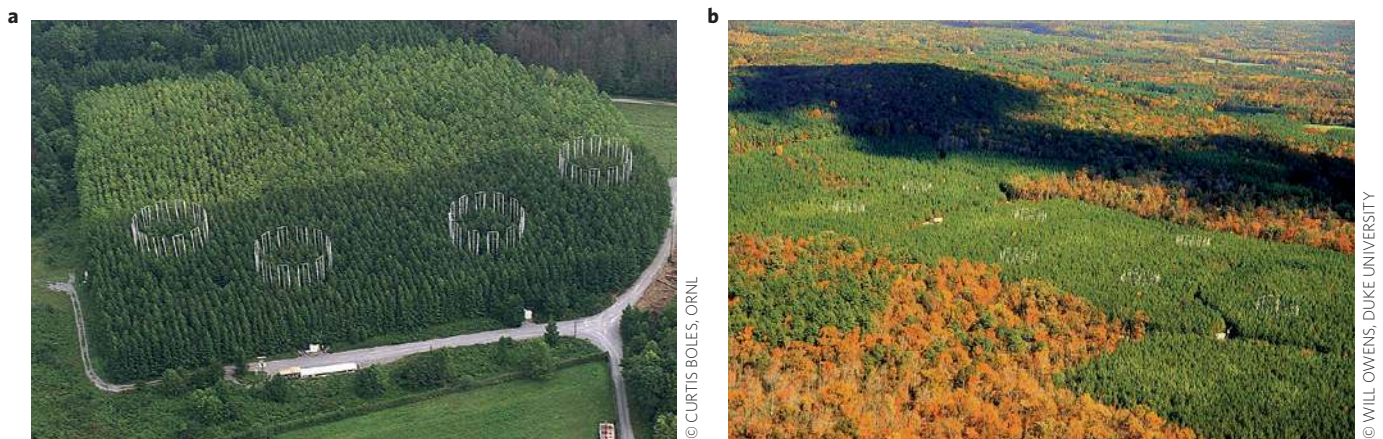 a
b
© CURTIS BOLES, ORNL
© WILL OWENS, DUKE UNIVERSITY